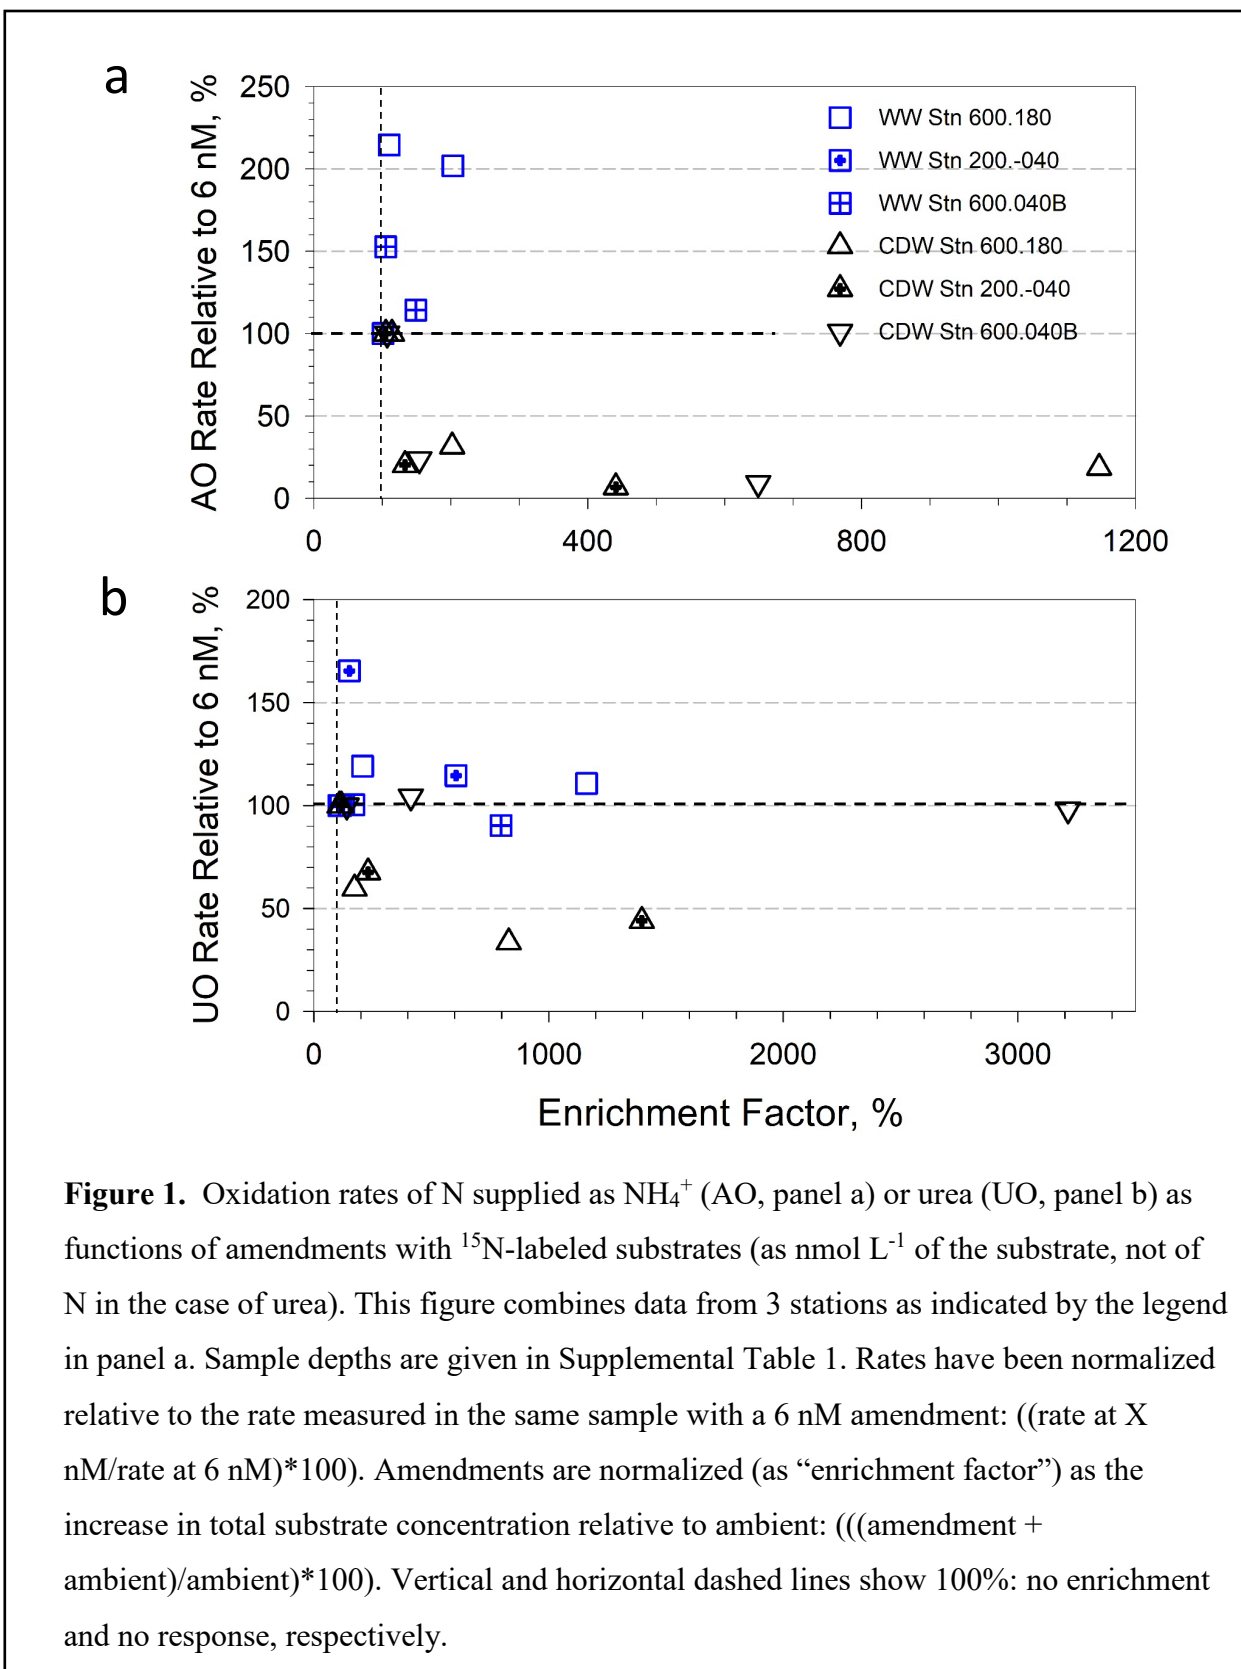 a
AO Rate Relative to 6 nM, %
250
200
150
100
50
0
WW Stn 600.180
WW Stn 200.-040
WW Stn 600.040B
CDW Stn 600.180
CDW Stn 200.-040
CDW Stn 600.040B
0 400 800 1200
b
UO Rate Relative to 6 nM, %
200
150
100
50
0
0 1000 2000 3000
Enrichment Factor, %
Figure 1. Oxidation rates of N supplied as NH₄⁺ (AO, panel a) or urea (UO, panel b) as
functions of amendments with ¹⁵N-labeled substrates (as nmol L⁻¹ of the substrate, not of
N in the case of urea). This figure combines data from 3 stations as indicated by the legend
in panel a. Sample depths are given in Supplemental Table 1. Rates have been normalized
relative to the rate measured in the same sample with a 6 nM amendment: ((rate at X
nM/rate at 6 nM)*100). Amendments are normalized (as “enrichment factor”) as the
increase in total substrate concentration relative to ambient: (((amendment +
ambient)/ambient)*100). Vertical and horizontal dashed lines show 100%: no enrichment
and no response, respectively.